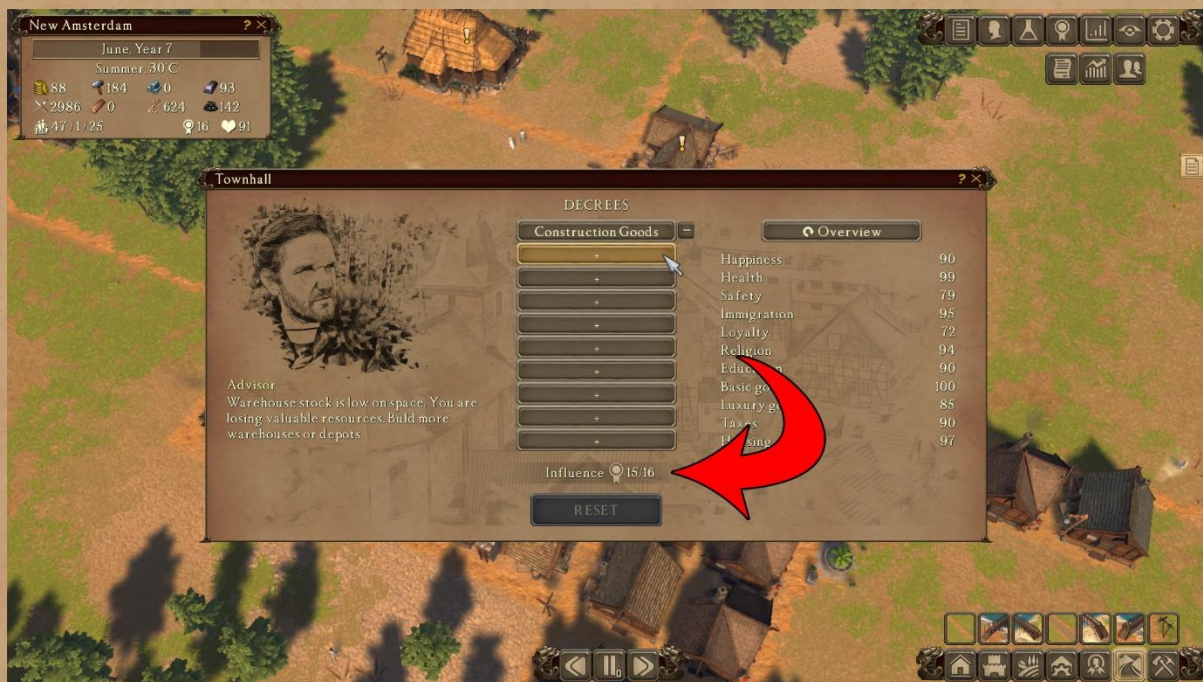 New Amsterdam ? ×
June, Year 7
Summer, 30°C
88 184 0 93
2986 0 624 142
47/1/25 16 91
Townhall ? ×
DECREES
Construction Goods –
Overview
+
+
+
+
+
+
+
+
+
Happiness 90
Health 99
Safety 79
Immigration 95
Loyalty 72
Religion 94
90
Basic 100
Luxury 85
Taxes 90
97
Advisor
Warehouse stock is low on space. You are
losing valuable resources. Build more
warehouses or depots.
Influence 15/16
RESET
0